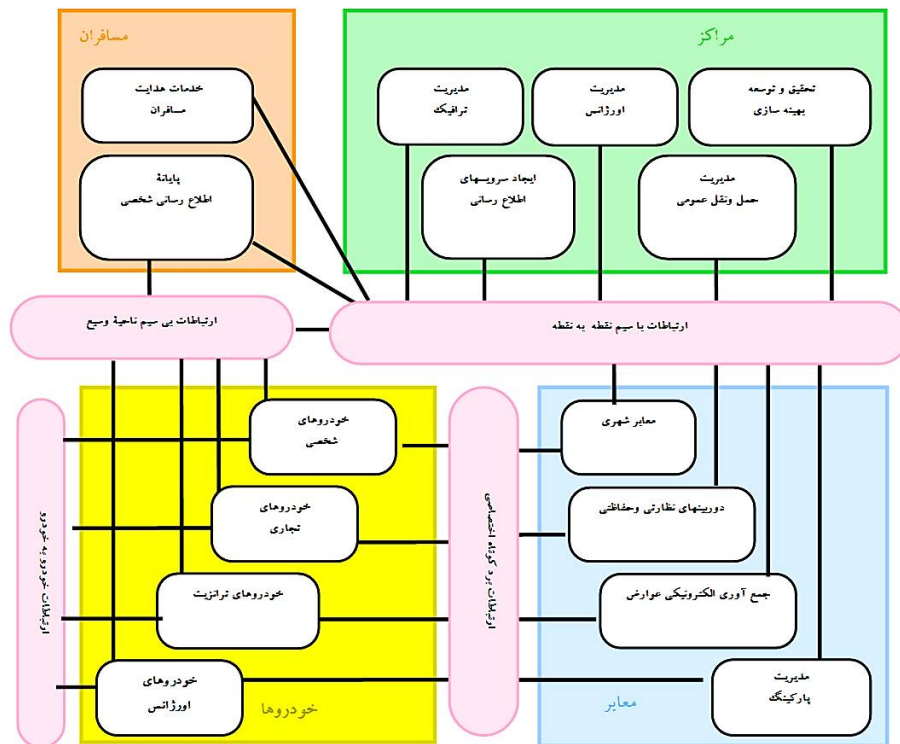 مراکز
تحقیق و توسعه
بهینه سازی
مدیریت
اورژانس
مدیریت
ترافیک
مدیریت
حمل ونقل عمومی
ایجاد سرویسهای
اطلاع رسانی
مسافران
خدمات هدایت
مسافران
پایانهٔ
اطلاع رسانی شخصی
ارتباطات با سیم نقطه به نقطه
ارتباطات بی سیم ناحیهٔ وسیع
معابر شهری
دوربینهای نظارتی وحفاظتی
جمع آوری الکترونیکی عوارض
مدیریت
پارکینگ
معابر
ارتباطات برد کوتاه اختصاصی
خودروهای
شخصی
خودروهای
تجاری
خودروهای ترانزیت
خودروهای
اورژانس
خودروها
ارتباطات خودرو به خودرو